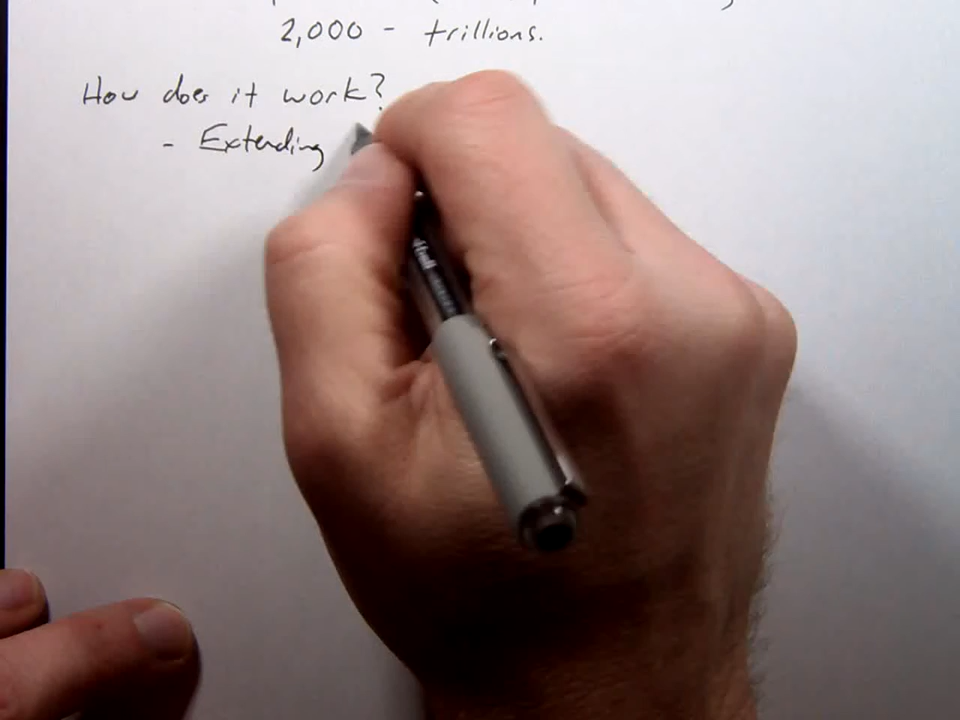 2,000 - trillions.
How does it work?
- Extending